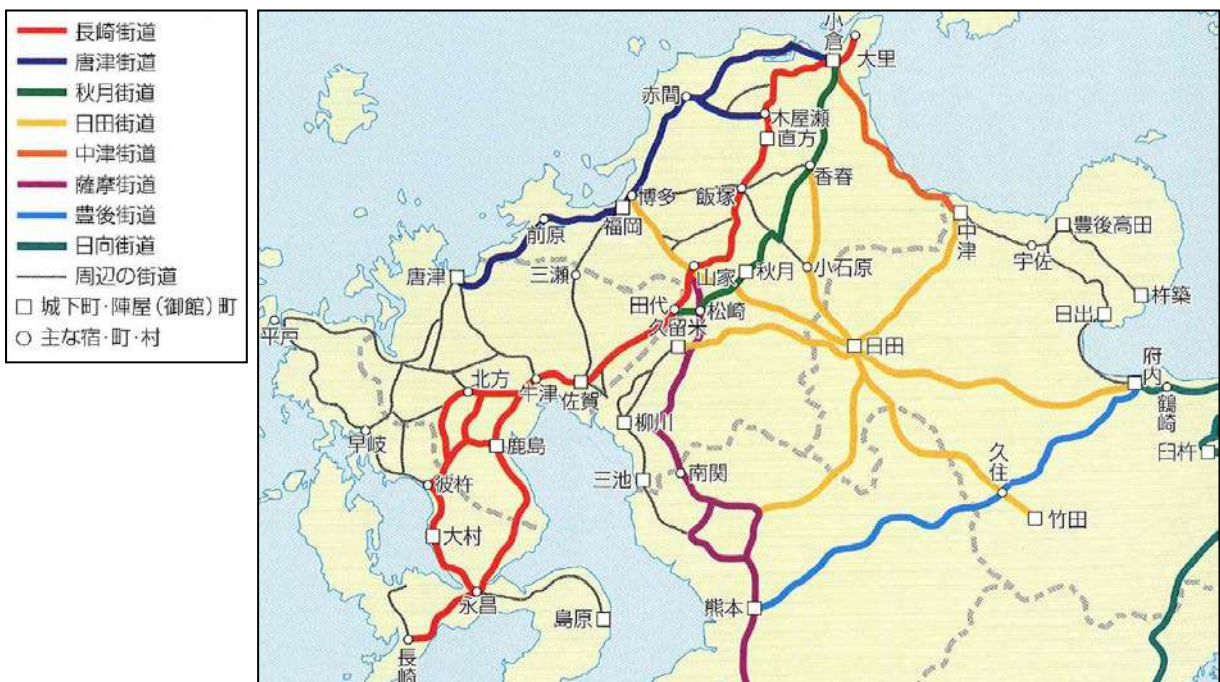 長崎街道
唐津街道
秋月街道
日田街道
中津街道
薩摩街道
豊後街道
日向街道
周辺の街道
城下町・陣屋(御館)町
主な宿・町・村
小倉
大里
赤間
木屋瀬
直方
香春
博多
飯塚
福岡
前原
中津
豊後高田
宇佐
唐津
三瀬
山家
秋月
小石原
杵築
日出
田代
松崎
久留米
平戸
日田
府内
鶴崎
北方
牛津
佐賀
柳川
早岐
鹿島
臼杵
三池
南関
久住
彼杵
竹田
大村
永昌
島原
熊本
長崎